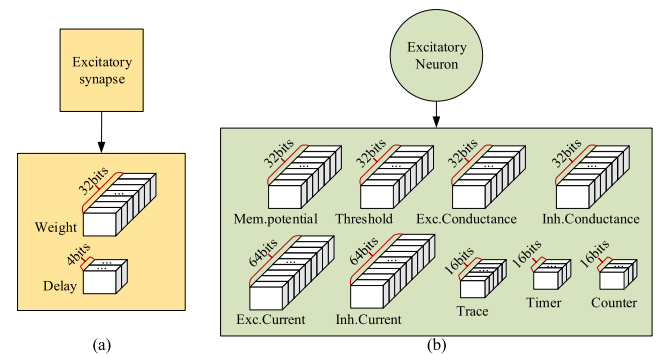 Excitatory
synapse
32bits
Weight
4bits
Delay
(a)
Excitatory
Neuron
32bits 32bits 32bits 32bits
Mem.potential Threshold Exc.Conductance Inh.Conductance
64bits 64bits 16bits 16bits 16bits
Exc.Current Inh.Current Trace Timer Counter
(b)